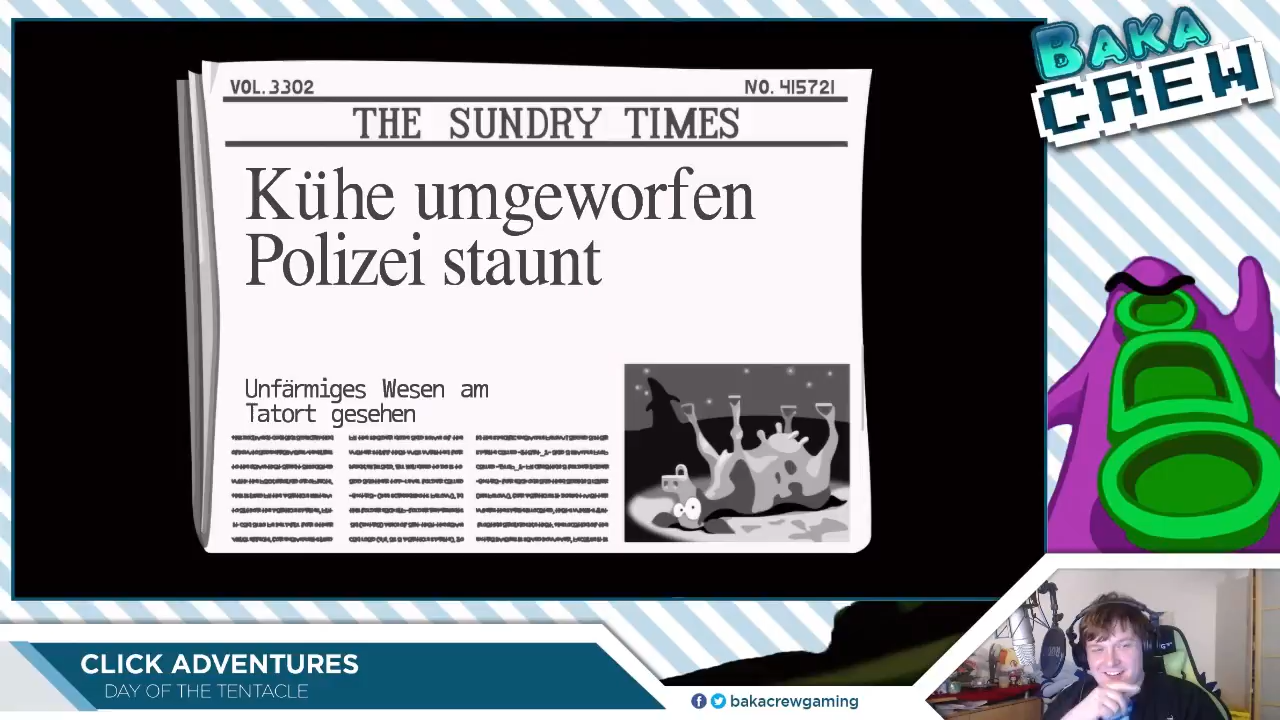 BAKA
CREW
VOL. 3302
NO. 415721
THE SUNDRY TIMES
Kühe umgeworfen
Polizei staunt
Unfärmiges Wesen am
Tatort gesehen
CLICK ADVENTURES
DAY OF THE TENTACLE
bakacrewgaming